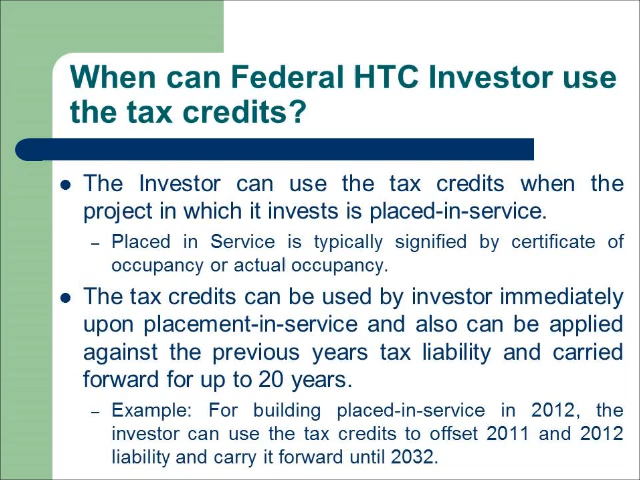 When can Federal HTC Investor use
the tax credits?
● The Investor can use the tax credits when the
project in which it invests is placed-in-service.
– Placed in Service is typically signified by certificate of
occupancy or actual occupancy.
● The tax credits can be used by investor immediately
upon placement-in-service and also can be applied
against the previous years tax liability and carried
forward for up to 20 years.
– Example: For building placed-in-service in 2012, the
investor can use the tax credits to offset 2011 and 2012
liability and carry it forward until 2032.